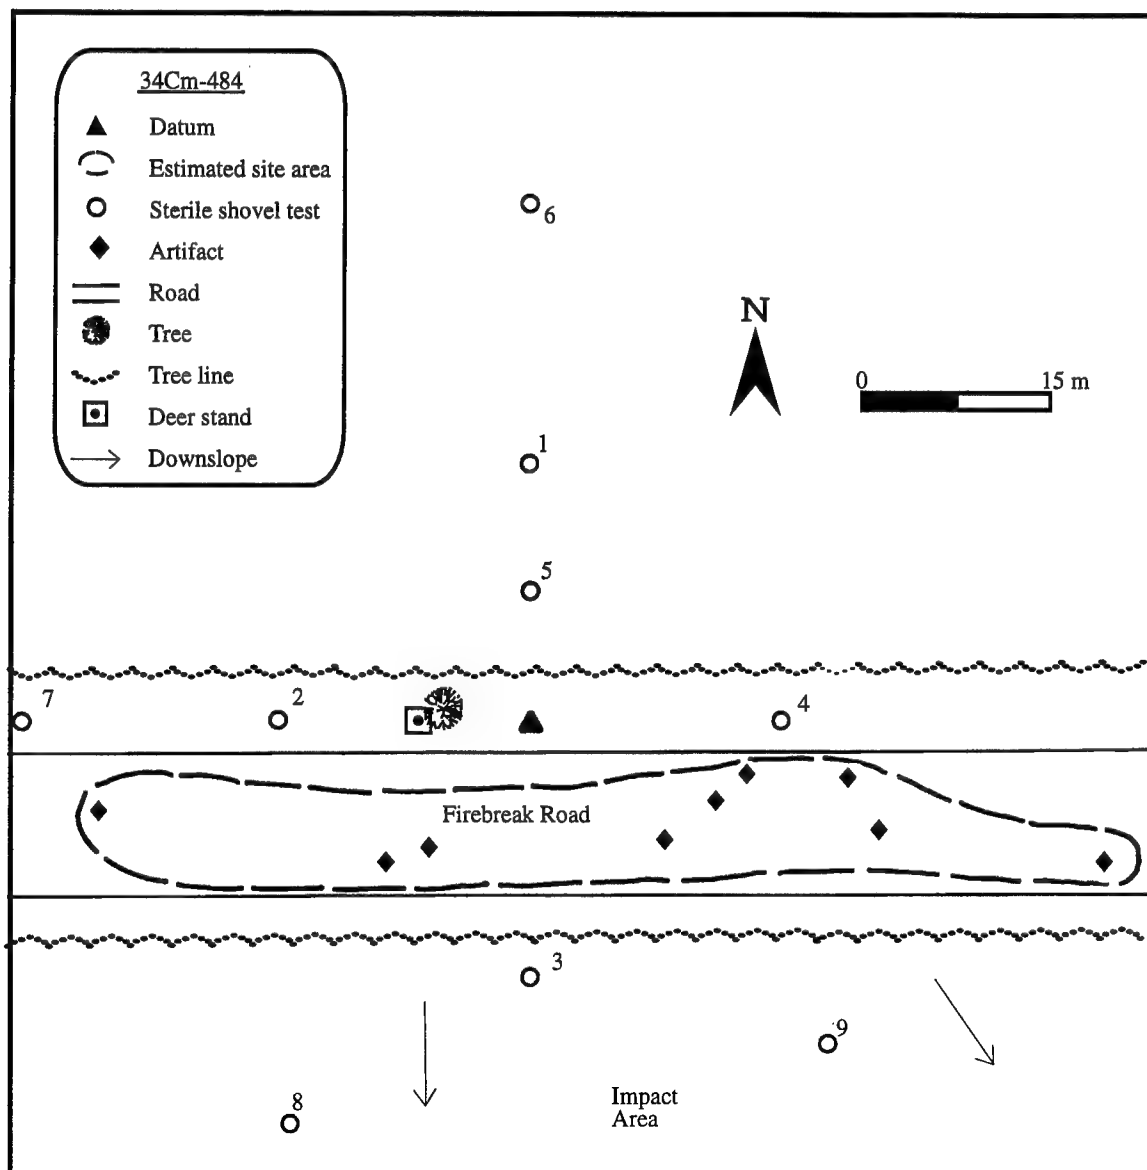 34Cm-484
Datum
Estimated site area
Sterile shovel test
Artifact
Road
Tree
Tree line
Deer stand
Downslope
6
N
0 15 m
1
5
7
2
4
Firebreak Road
3
9
8
Impact
Area